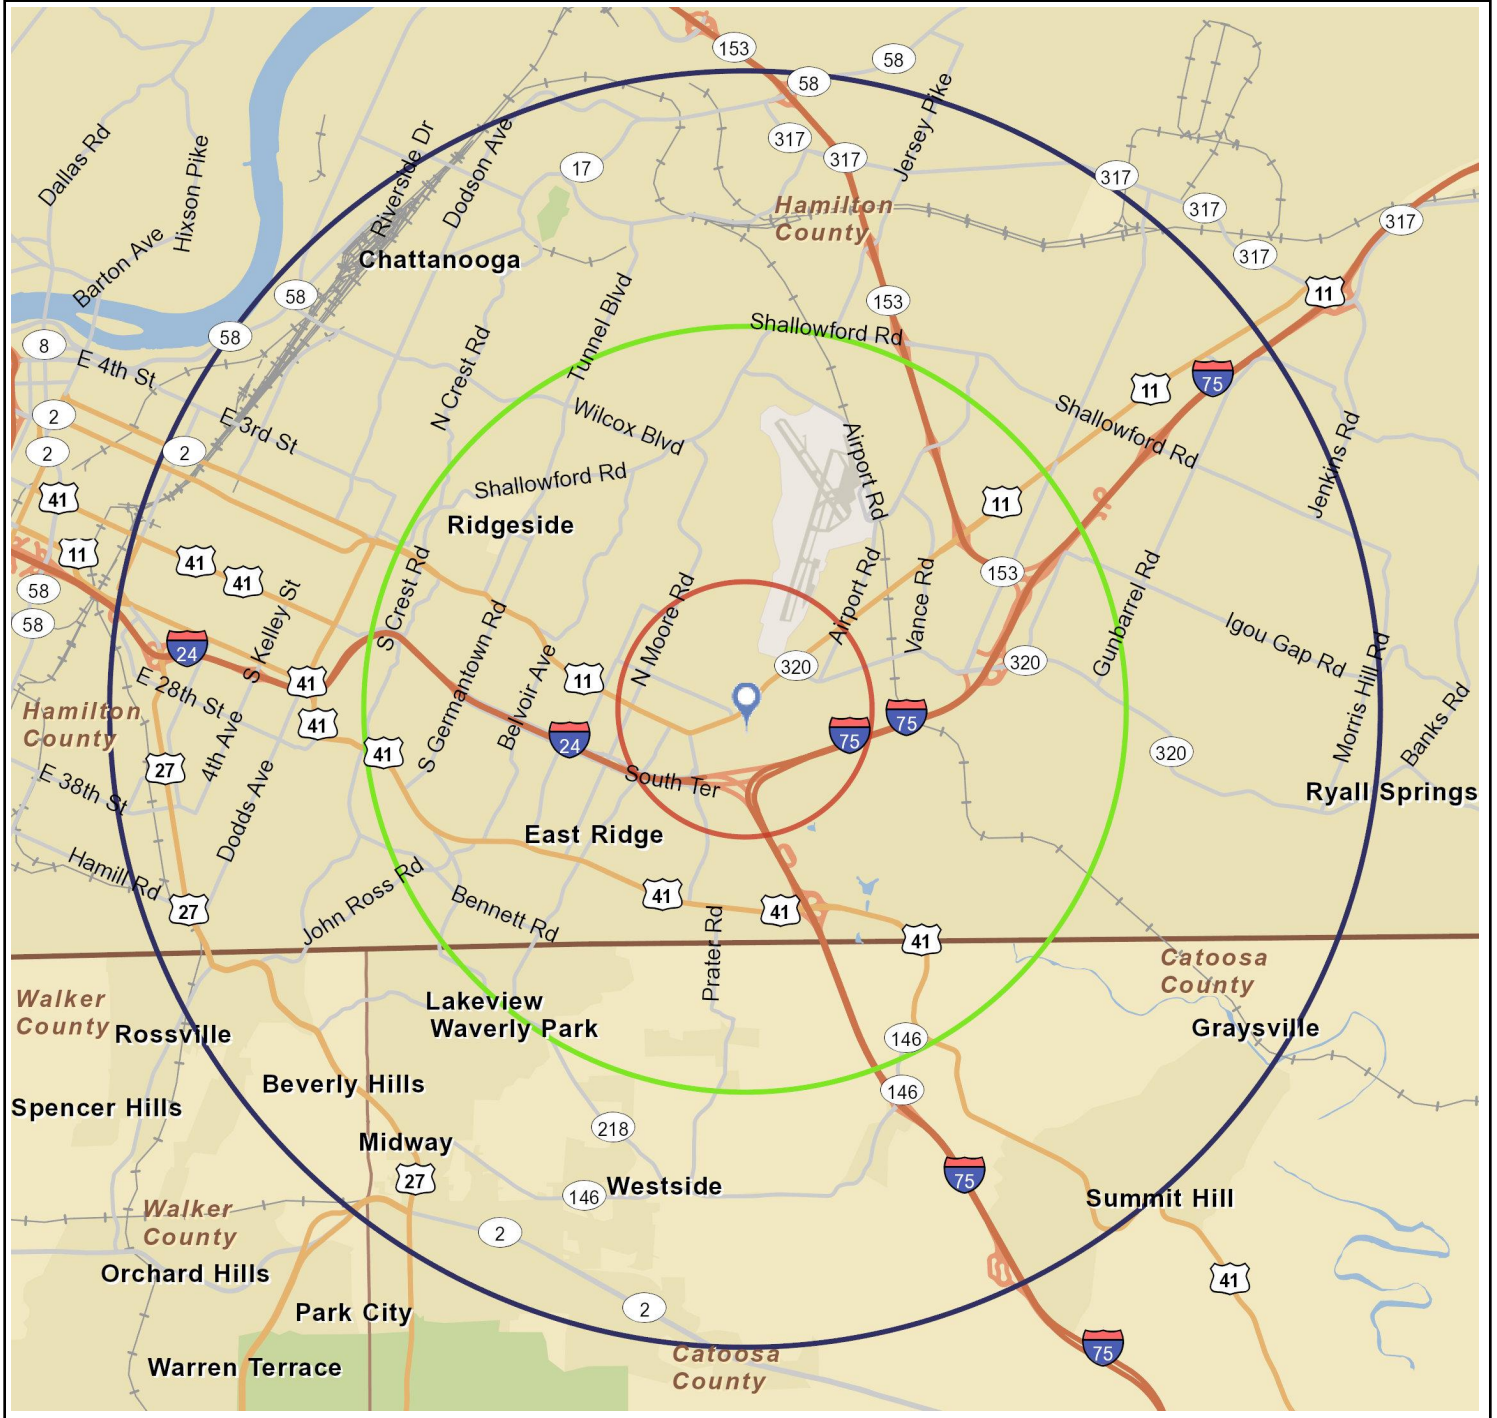 153
58
58
317
317
Jersey Pike
Dallas Rd
Hixson Pike
Riverside Dr
Dodson Ave
17
317
317
317
317
Hamilton
County
Barton Ave
Chattanooga
58
153
11
58
8
E 4th St
Tunnel Blvd
N Crest Rd
Shallowford Rd
75
11
2
2
2
E 3rd St
Wilcox Blvd
Airport Rd
Shallowford Rd
Jenkins Rd
41
Shallowford Rd
Ridgeside
11
11
41
41
58
58
153
S Crest Rd
N Moore Rd
Airport Rd
Vance Rd
Gunbarrel Rd
Igou Gap Rd
24
S Kelley St
S Germantown Rd
41
11
320
320
Belvoir Ave
Morris Hill Rd
Banks Rd
E 28th St
Hamilton
County
4th Ave
41
41
24
75
75
320
27
E 38th St
South Ter
Ryall Springs
Dodds Ave
East Ridge
Hamill Rd
27
John Ross Rd
Bennett Rd
41
41
41
Prater Rd
Catoosa
County
Walker
County
Rossville
Lakeview
Waverly Park
Graysville
146
Beverly Hills
146
Spencer Hills
218
Midway
27
75
146
Westside
Summit Hill
Walker
County
2
Orchard Hills
41
Park City
2
75
Catoosa
County
Warren Terrace